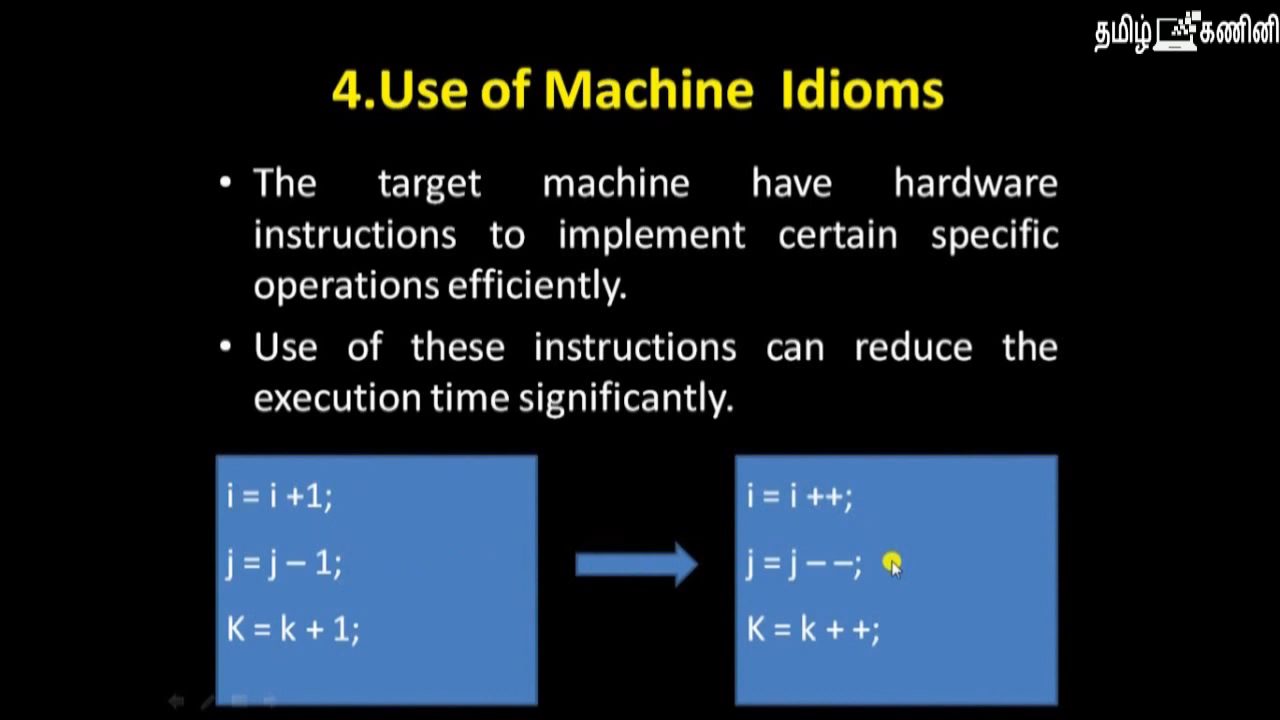 தமிழ் கணினி
4.Use of Machine Idioms
• The target machine have hardware
instructions to implement certain specific
operations efficiently.
• Use of these instructions can reduce the
execution time significantly.
i = i +1;
j = j – 1;
K = k + 1;
i = i ++;
j = j – –;
K = k + +;